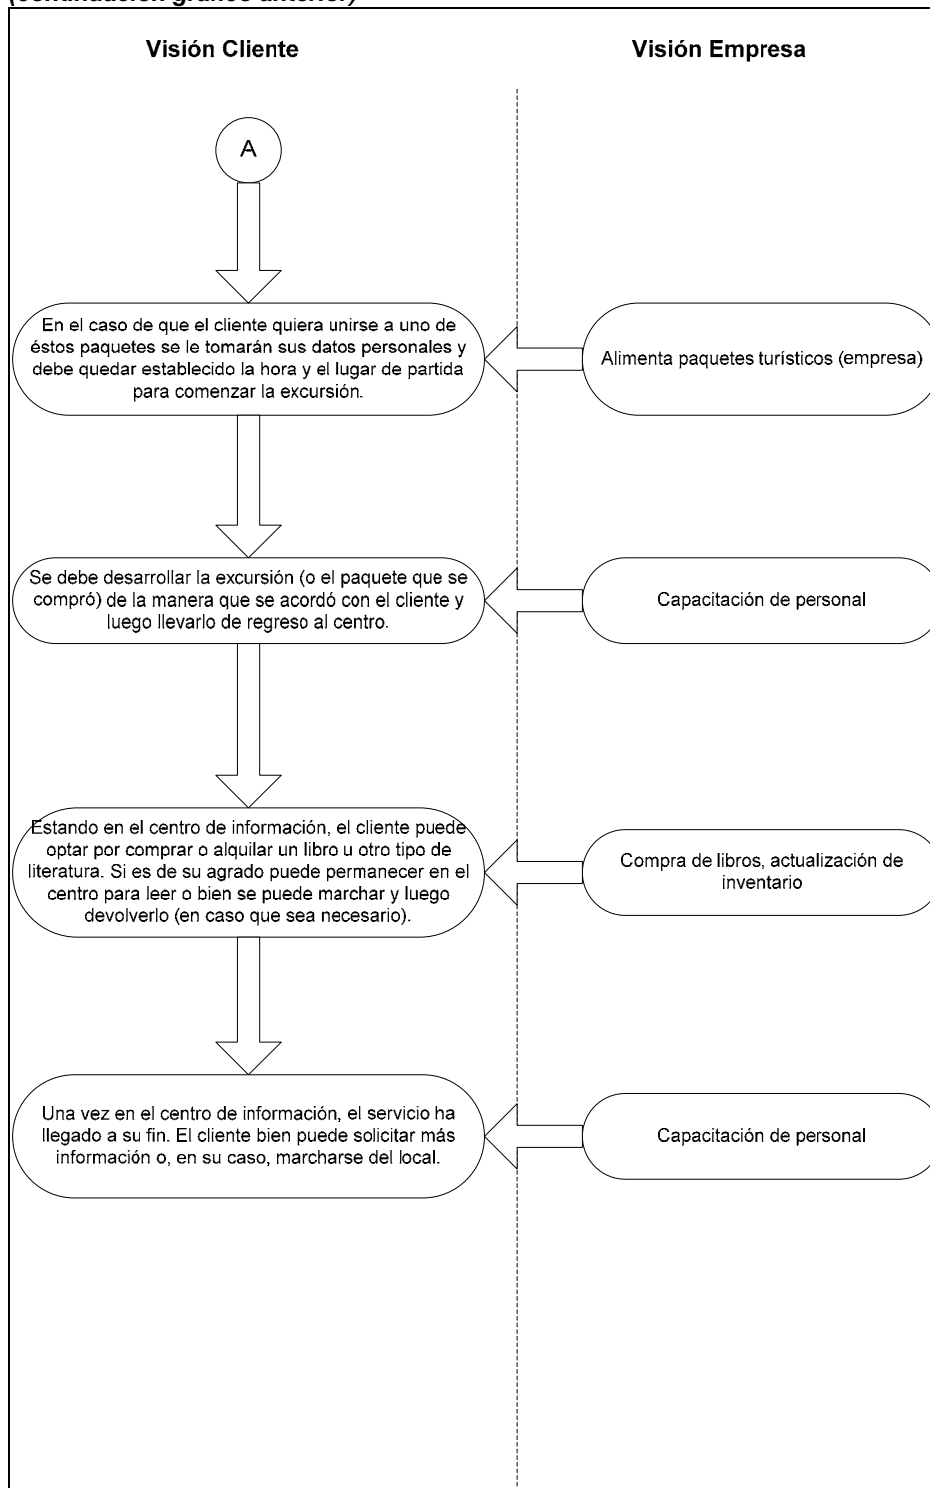 (continuación gráfico anterior)
Visión Cliente
Visión Empresa
A
En el caso de que el cliente quiera unirse a uno de
éstos paquetes se le tomarán sus datos personales y
debe quedar establecido la hora y el lugar de partida
para comenzar la excursión.
Alimenta paquetes turísticos (empresa)
Se debe desarrollar la excursión (o el paquete que se
compró) de la manera que se acordó con el cliente y
luego llevarlo de regreso al centro.
Capacitación de personal
Estando en el centro de información, el cliente puede
optar por comprar o alquilar un libro u otro tipo de
literatura. Si es de su agrado puede permanecer en el
centro para leer o bien se puede marchar y luego
devolverlo (en caso que sea necesario).
Compra de libros, actualización de
inventario
Una vez en el centro de información, el servicio ha
llegado a su fin. El cliente bien puede solicitar más
información o, en su caso, marcharse del local.
Capacitación de personal